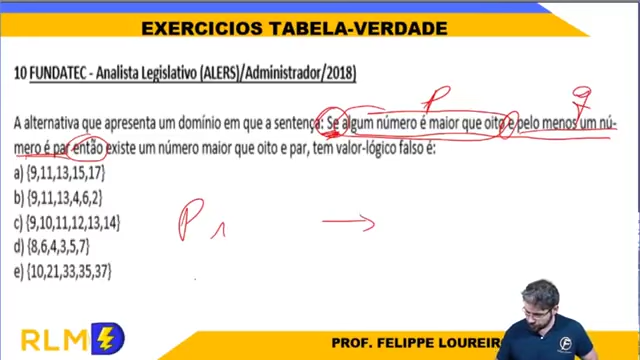 EXERCICIOS TABELA-VERDADE
10 FUNDATEC - Analista Legislativo (ALERS)/Administrador/2018)
p q
A alternativa que apresenta um domínio em que a sentença: Se algum número é maior que oito e pelo menos um nú-
mero é par então existe um número maior que oito e par, tem valor-lógico falso é:
a) {9,11,13,15,17}
b) {9,11,13,4,6,2}
c) {9,10,11,12,13,14}
d) {8,6,4,3,5,7}
e) {10,21,33,35,37}
P ∧ →
RLM
PROF. FELIPPE LOUREIRO